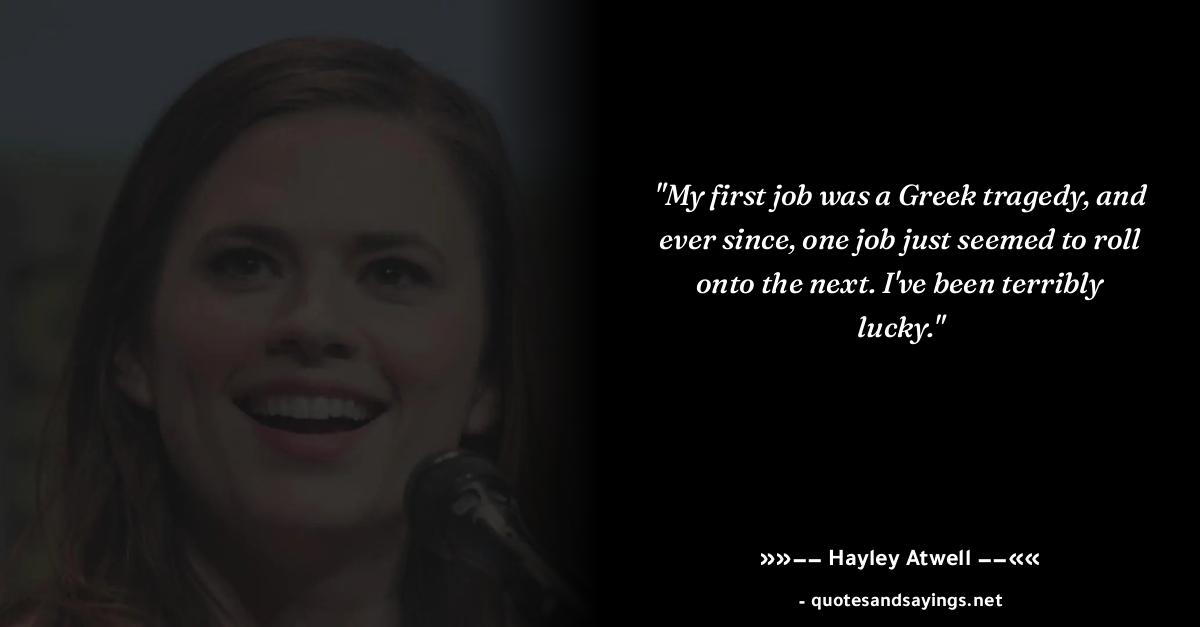 "My first job was a Greek tragedy, and
ever since, one job just seemed to roll
onto the next. I've been terribly
lucky."
»»−− Hayley Atwell −−««
- quotesandsayings.net